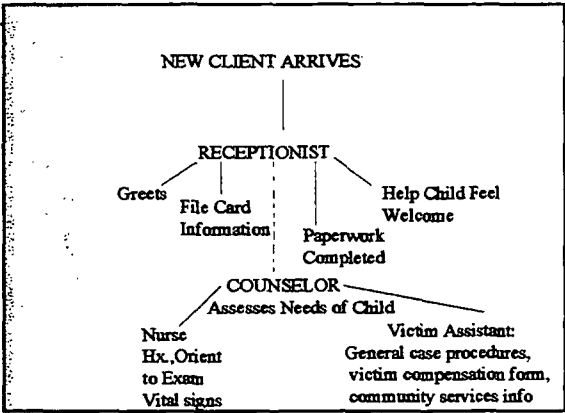 NEW CLIENT ARRIVES
RECEPTIONIST
Greets
File Card
Information
Paperwork
Completed
Help Child Feel
Welcome
COUNSELOR
Assesses Needs of Child
Nurse
Hx.,Orient
to Exam
Vital signs
Victim Assistant:
General case procedures,
victim compensation form,
community services info